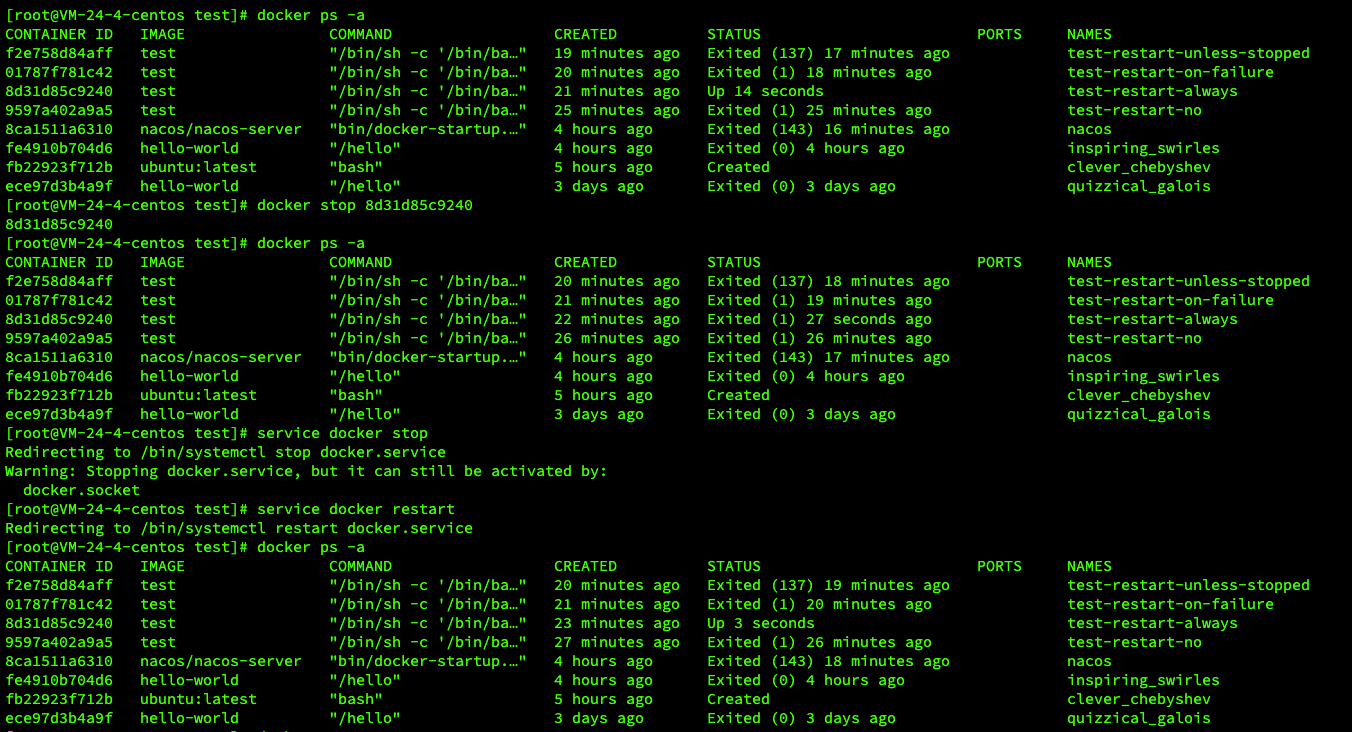 [root@VM-24-4-centos test]# docker ps -a
CONTAINER ID   IMAGE                COMMAND                  CREATED          STATUS                        PORTS     NAMES
f2e758d84aff   test                 "/bin/sh -c '/bin/ba…"   19 minutes ago   Exited (137) 17 minutes ago             test-restart-unless-stopped
01787f781c42   test                 "/bin/sh -c '/bin/ba…"   20 minutes ago   Exited (1) 18 minutes ago               test-restart-on-failure
8d31d85c9240   test                 "/bin/sh -c '/bin/ba…"   21 minutes ago   Up 14 seconds                           test-restart-always
9597a402a9a5   test                 "/bin/sh -c '/bin/ba…"   25 minutes ago   Exited (1) 25 minutes ago               test-restart-no
8ca1511a6310   nacos/nacos-server   "bin/docker-startup.…"   4 hours ago      Exited (143) 16 minutes ago             nacos
fe4910b704d6   hello-world          "/hello"                 4 hours ago      Exited (0) 4 hours ago                  inspiring_swirles
fb22923f712b   ubuntu:latest        "bash"                   5 hours ago      Created                                 clever_chebyshev
ece97d3b4a9f   hello-world          "/hello"                 3 days ago       Exited (0) 3 days ago                   quizzical_galois
[root@VM-24-4-centos test]# docker stop 8d31d85c9240
8d31d85c9240
[root@VM-24-4-centos test]# docker ps -a
CONTAINER ID   IMAGE                COMMAND                  CREATED          STATUS                        PORTS     NAMES
f2e758d84aff   test                 "/bin/sh -c '/bin/ba…"   20 minutes ago   Exited (137) 18 minutes ago             test-restart-unless-stopped
01787f781c42   test                 "/bin/sh -c '/bin/ba…"   21 minutes ago   Exited (1) 19 minutes ago               test-restart-on-failure
8d31d85c9240   test                 "/bin/sh -c '/bin/ba…"   22 minutes ago   Exited (1) 27 seconds ago               test-restart-always
9597a402a9a5   test                 "/bin/sh -c '/bin/ba…"   26 minutes ago   Exited (1) 26 minutes ago               test-restart-no
8ca1511a6310   nacos/nacos-server   "bin/docker-startup.…"   4 hours ago      Exited (143) 17 minutes ago             nacos
fe4910b704d6   hello-world          "/hello"                 4 hours ago      Exited (0) 4 hours ago                  inspiring_swirles
fb22923f712b   ubuntu:latest        "bash"                   5 hours ago      Created                                 clever_chebyshev
ece97d3b4a9f   hello-world          "/hello"                 3 days ago       Exited (0) 3 days ago                   quizzical_galois
[root@VM-24-4-centos test]# service docker stop
Redirecting to /bin/systemctl stop docker.service
Warning: Stopping docker.service, but it can still be activated by:
  docker.socket
[root@VM-24-4-centos test]# service docker restart
Redirecting to /bin/systemctl restart docker.service
[root@VM-24-4-centos test]# docker ps -a
CONTAINER ID   IMAGE                COMMAND                  CREATED          STATUS                        PORTS     NAMES
f2e758d84aff   test                 "/bin/sh -c '/bin/ba…"   20 minutes ago   Exited (137) 19 minutes ago             test-restart-unless-stopped
01787f781c42   test                 "/bin/sh -c '/bin/ba…"   21 minutes ago   Exited (1) 20 minutes ago               test-restart-on-failure
8d31d85c9240   test                 "/bin/sh -c '/bin/ba…"   23 minutes ago   Up 3 seconds                            test-restart-always
9597a402a9a5   test                 "/bin/sh -c '/bin/ba…"   27 minutes ago   Exited (1) 26 minutes ago               test-restart-no
8ca1511a6310   nacos/nacos-server   "bin/docker-startup.…"   4 hours ago      Exited (143) 18 minutes ago             nacos
fe4910b704d6   hello-world          "/hello"                 4 hours ago      Exited (0) 4 hours ago                  inspiring_swirles
fb22923f712b   ubuntu:latest        "bash"                   5 hours ago      Created                                 clever_chebyshev
ece97d3b4a9f   hello-world          "/hello"                 3 days ago       Exited (0) 3 days ago                   quizzical_galois